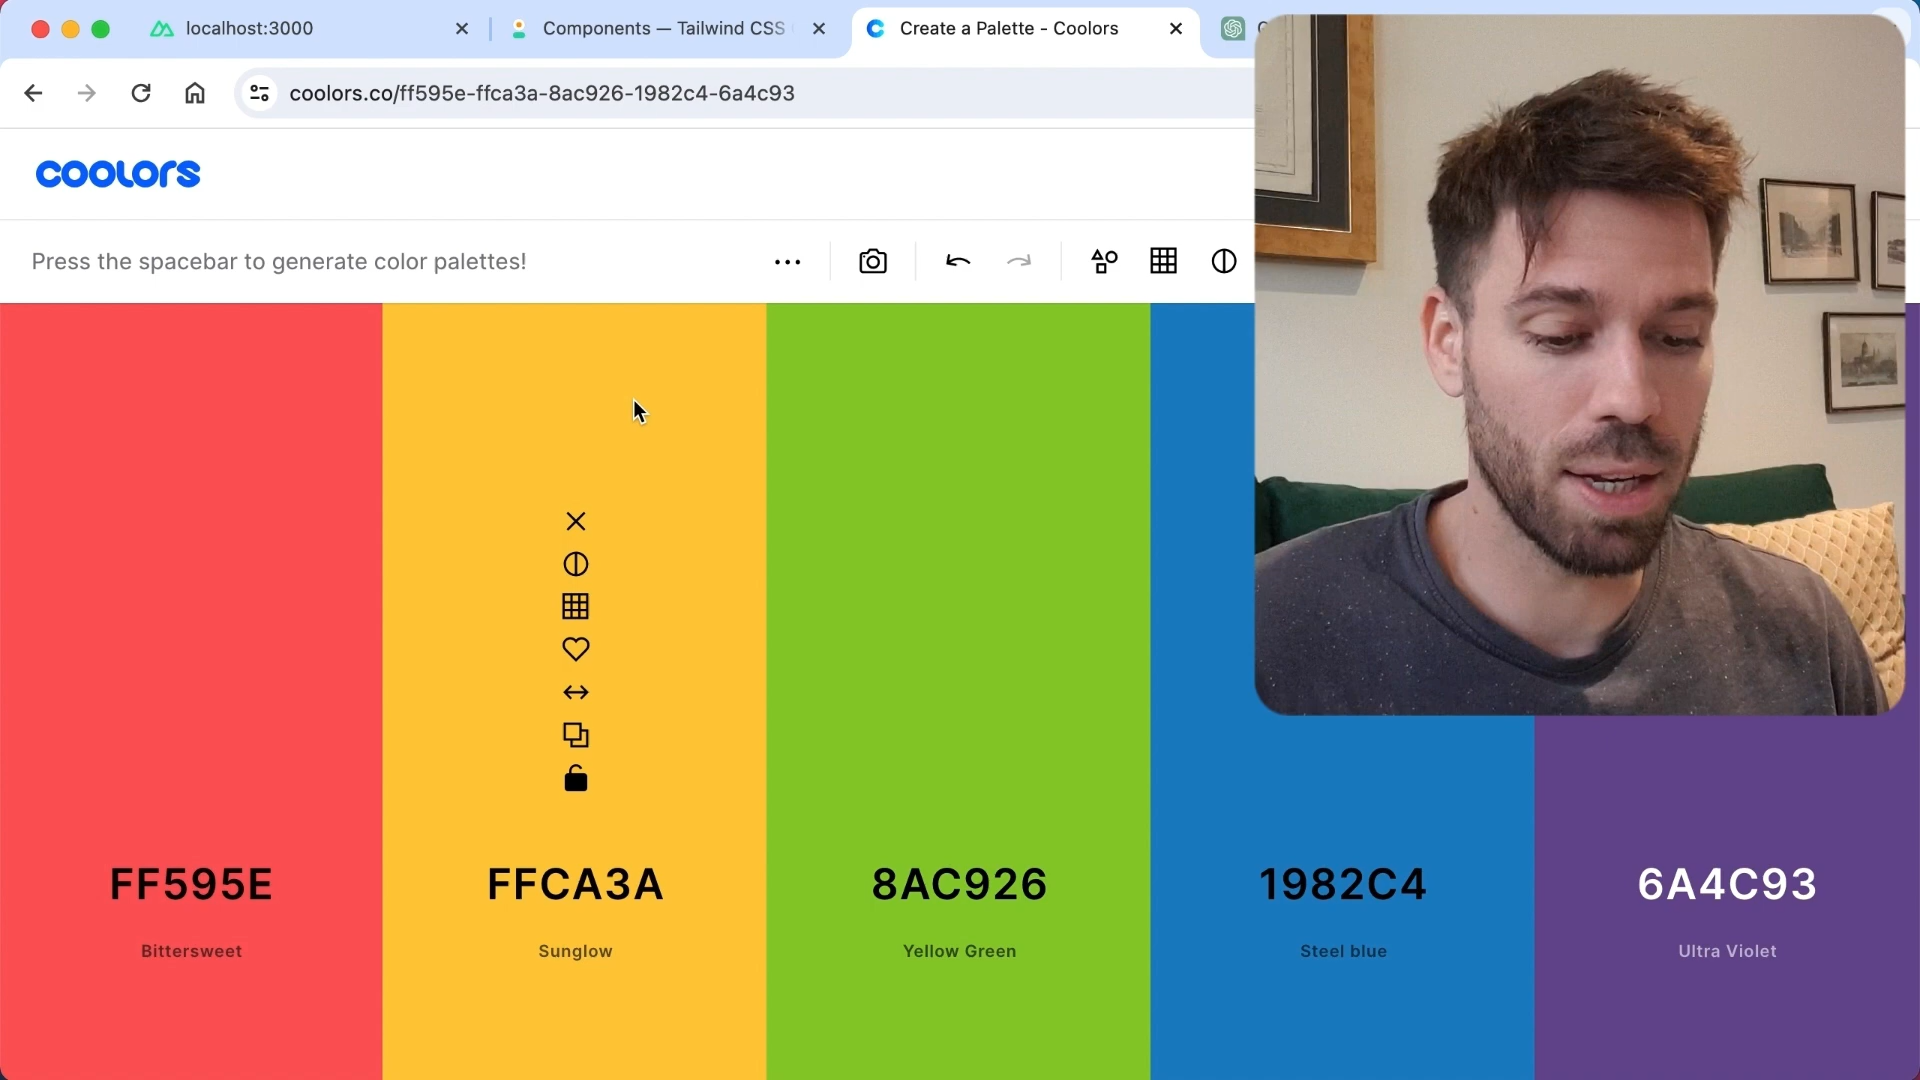 localhost:3000
Components — Tailwind CSS
Create a Palette - Coolors
coolors.co/ff595e-ffca3a-8ac926-1982c4-6a4c93
coolors
Press the spacebar to generate color palettes!
FF595E
FFCA3A
8AC926
1982C4
6A4C93
Bittersweet
Sunglow
Yellow Green
Steel blue
Ultra Violet